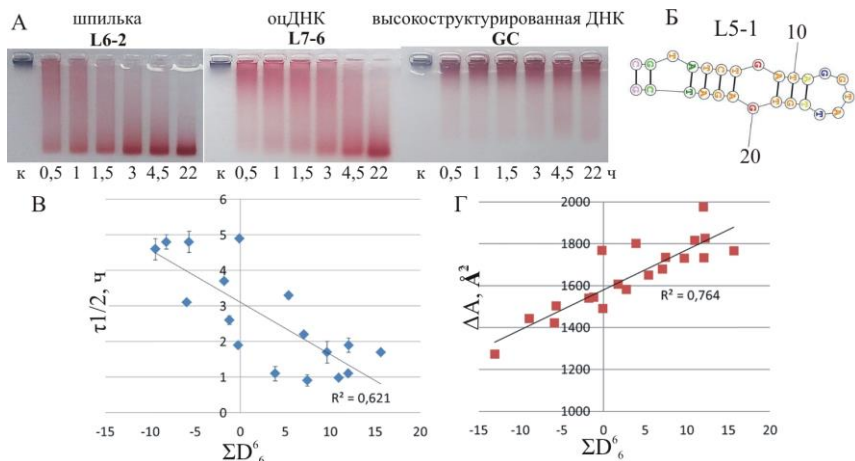 А
шпилька
L6-2
оцДНК
L7-6
высокоструктурированная ДНК
GC
к 0,5 1 1,5 3 4,5 22
к 0,5 1 1,5 3 4,5 22
к 0,5 1 1,5 3 4,5 22 ч
Б
L5-1
10
20
В
τ1/2, ч
6
5
4
3
2
1
0
-15 -10 -5 0 5 10 15 20
R² = 0,621
ΣD⁶₆
Г
ΔA, Å²
2000
1800
1600
1400
1200
1000
-15 -10 -5 0 5 10 15 20
R² = 0,764
ΣD⁶₆